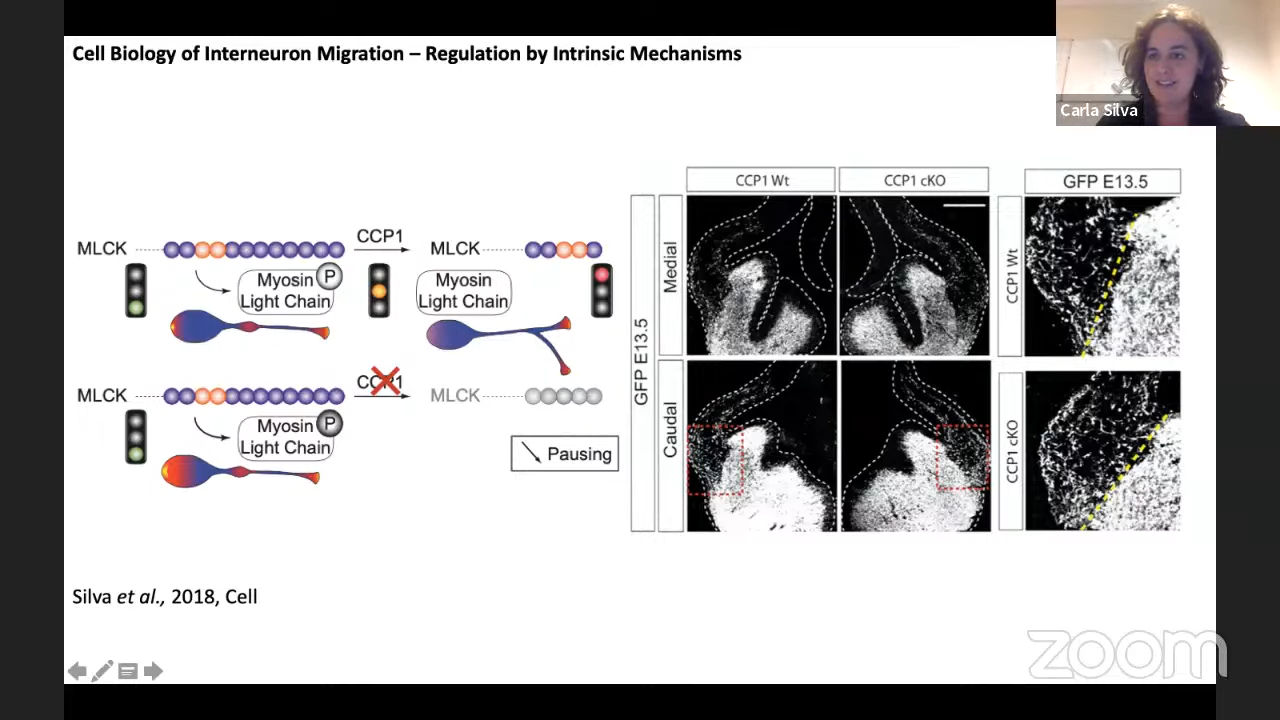 Cell Biology of Interneuron Migration – Regulation by Intrinsic Mechanisms
Carla Silva
MLCK
CCP1
MLCK
Myosin
Light Chain
P
Myosin
Light Chain
MLCK
CCP1
MLCK
Myosin
Light Chain
P
Pausing
CCP1 Wt
CCP1 cKO
GFP E13.5
GFP E13.5
Medial
Caudal
CCP1 Wt
CCP1 cKO
Silva et al., 2018, Cell
zoom